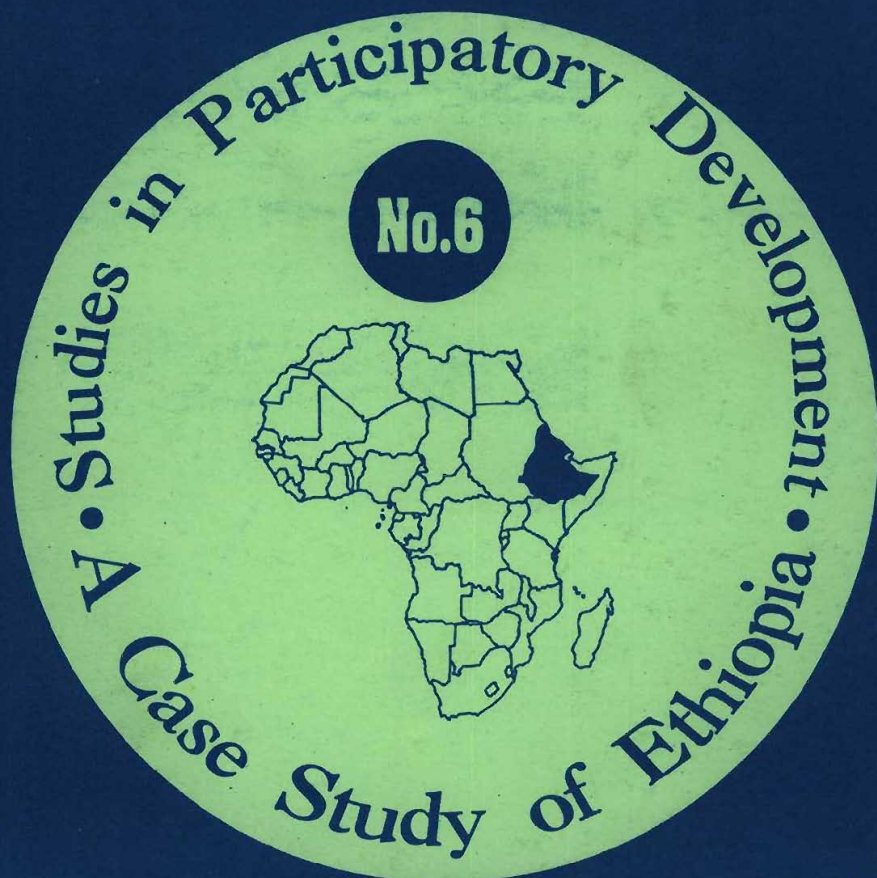 Studies in Participatory Development
No.6
A Case Study of Ethiopia